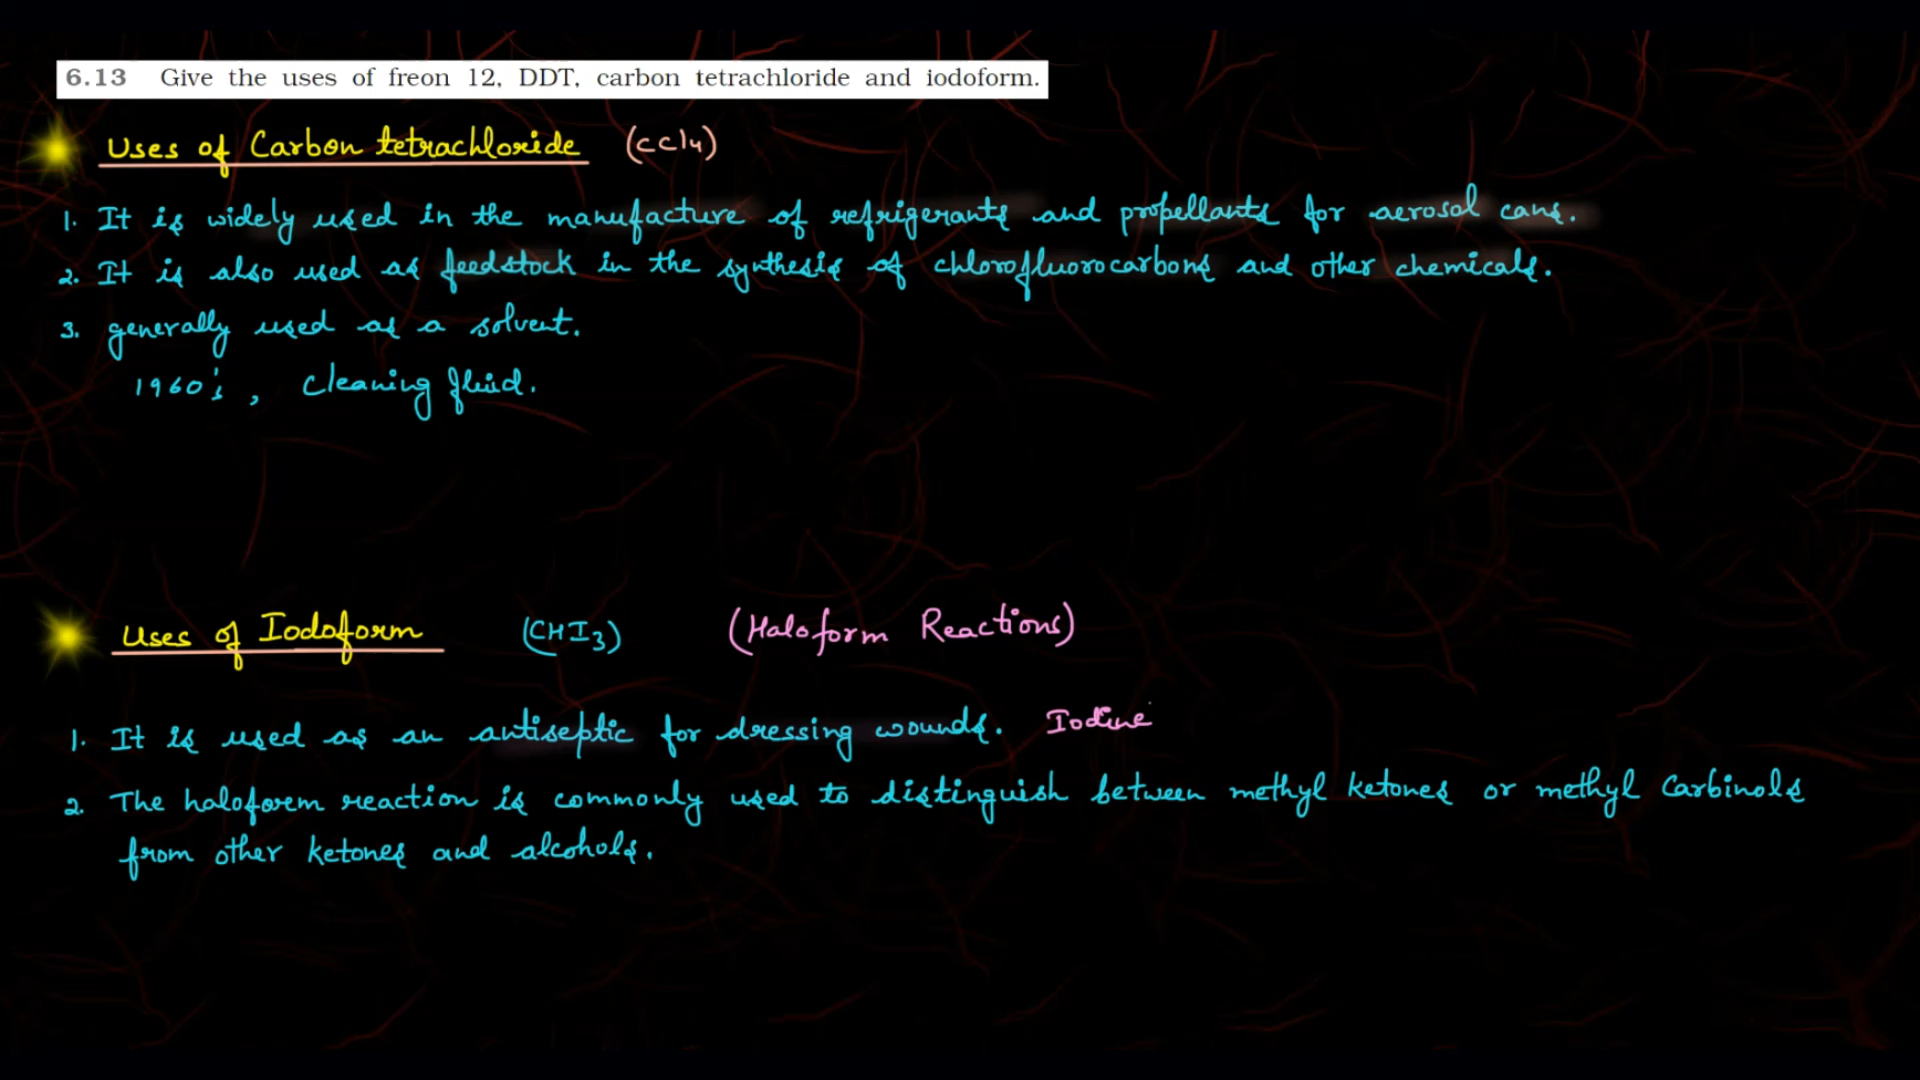 6.13 Give the uses of freon 12, DDT, carbon tetrachloride and iodoform.
Uses of Carbon tetrachloride (CCl4)
1. It is widely used in the manufacture of refrigerants and propellants for aerosol cans.
2. It is also used as feedstock in the synthesis of chlorofluorocarbons and other chemicals.
3. generally used as a solvent.
1960's, Cleaning fluid.
Uses of Iodoform (CHI3) (Haloform Reactions)
1. It is used as an antiseptic for dressing wounds. Iodine
2. The haloform reaction is commonly used to distinguish between methyl ketones or methyl Carbinols
from other ketones and alcohols.